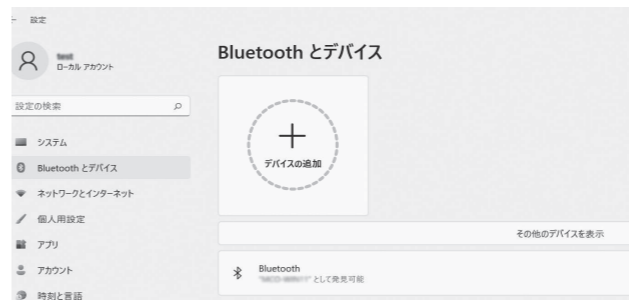 設定
Bluetooth とデバイス
ローカル アカウント
設定の検索
デバイスの追加
システム
Bluetooth とデバイス
ネットワークとインターネット
個人用設定
アプリ
アカウント
時刻と言語
その他のデバイスを表示
Bluetooth
として発見可能